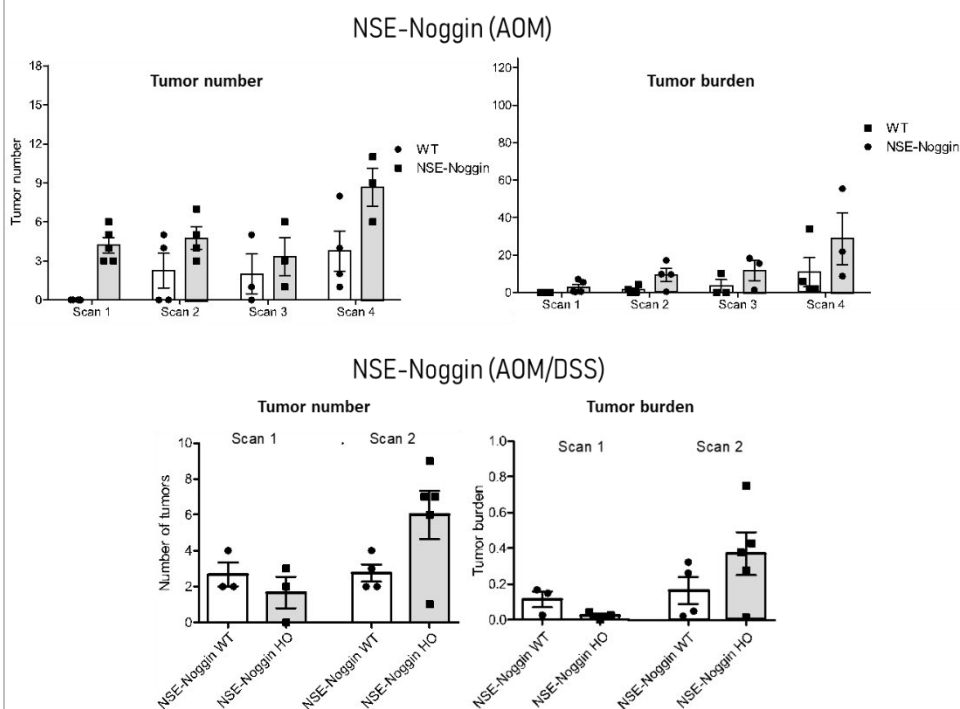 NSE-Noggin (AOM)
Tumor number
Tumor number
18
15
12
9
6
3
0
Scan 1 Scan 2 Scan 3 Scan 4
WT
NSE-Noggin
Tumor burden
120
100
80
60
40
20
0
Scan 1 Scan 2 Scan 3 Scan 4
WT
NSE-Noggin
NSE-Noggin (AOM/DSS)
Tumor number
Scan 1 . Scan 2
Number of tumors
10
8
6
4
2
0
NSE-Noggin WT
NSE-Noggin HO
NSE-Noggin WT
NSE-Noggin HO
Tumor burden
Scan 1 Scan 2
Tumor burden
1.0
0.8
0.6
0.4
0.2
0.0
NSE-Noggin WT
NSE-Noggin HO
NSE-Noggin WT
NSE-Noggin HO